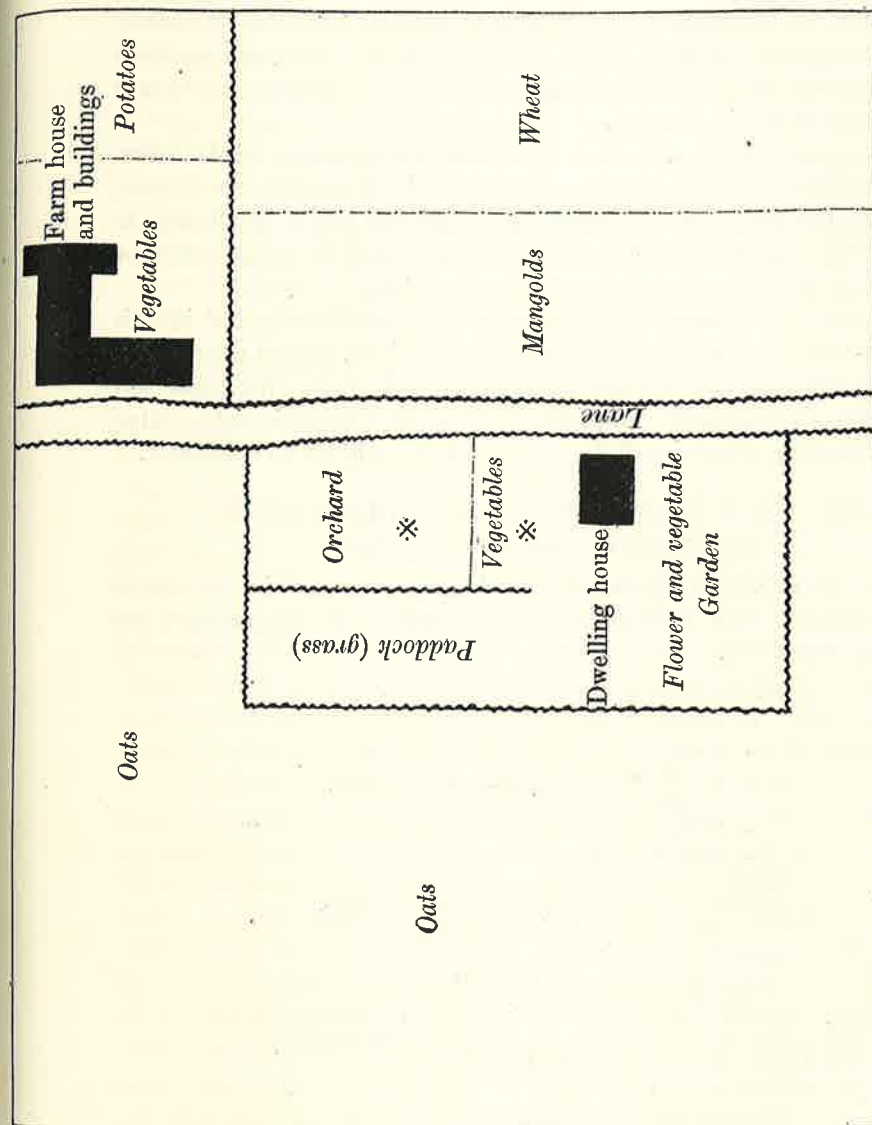 Farm house
and buildings
Potatoes
Vegetables
Wheat
Mangolds
Lane
Orchard
Vegetables
Paddock (grass)
Dwelling house
Flower and vegetable
Garden
Oats
Oats